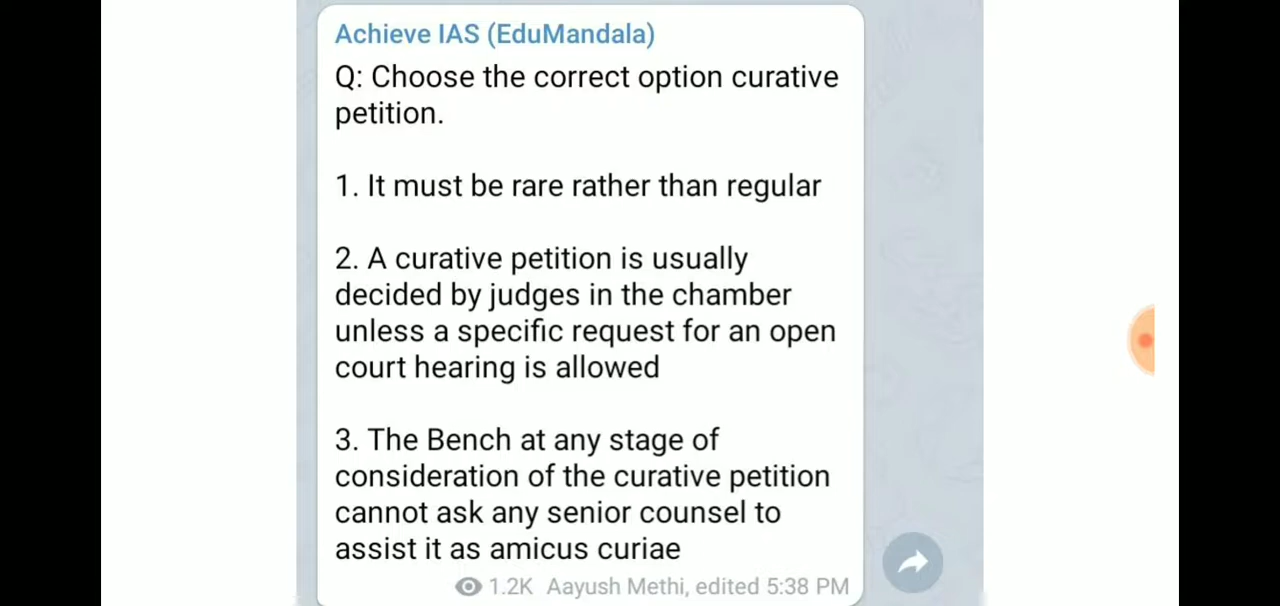 Achieve IAS (EduMandala)
Q: Choose the correct option curative
petition.
1. It must be rare rather than regular
2. A curative petition is usually
decided by judges in the chamber
unless a specific request for an open
court hearing is allowed
3. The Bench at any stage of
consideration of the curative petition
cannot ask any senior counsel to
assist it as amicus curiae
1.2K Aayush Methi, edited 5:38 PM